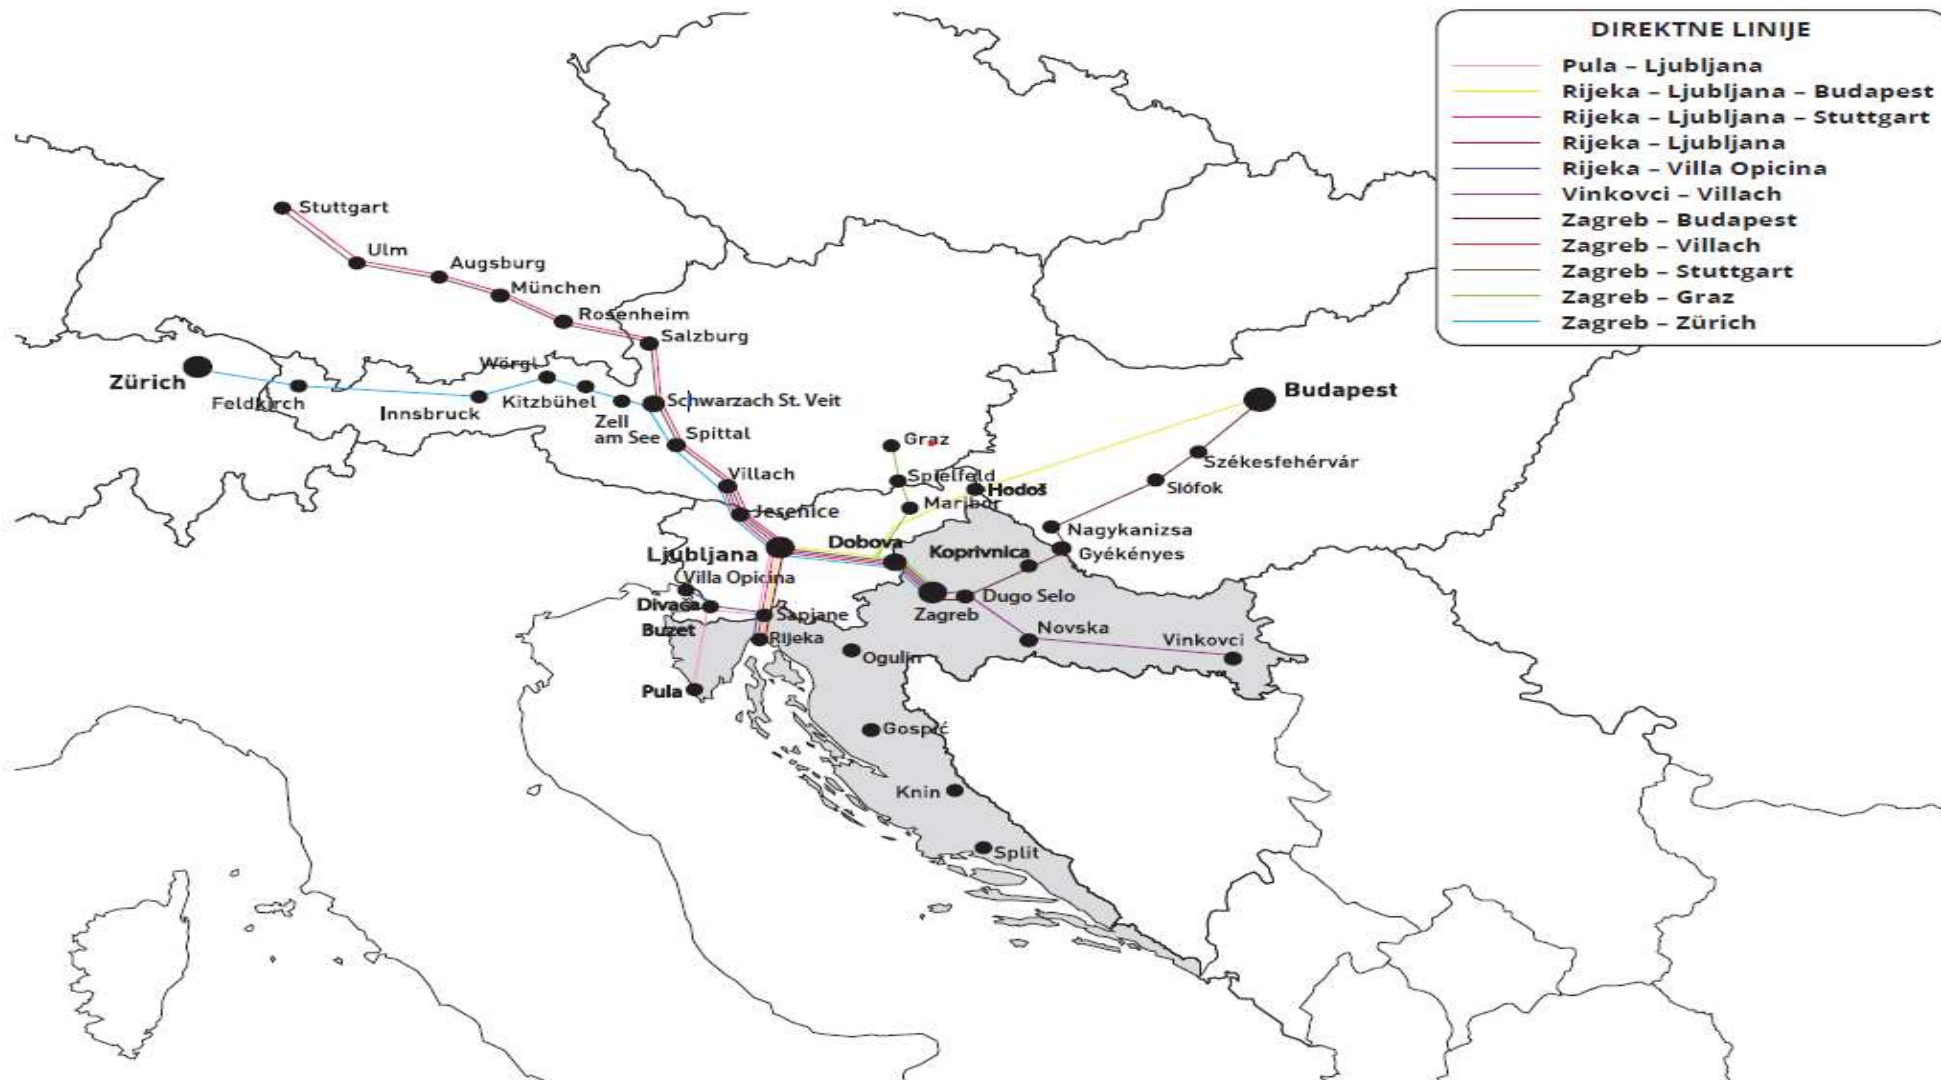 DIREKTNE LINIJE
Pula – Ljubljana
Rijeka – Ljubljana – Budapest
Rijeka – Ljubljana – Stuttgart
Rijeka – Ljubljana
Rijeka – Villa Opicina
Vinkovci – Villach
Zagreb – Budapest
Zagreb – Villach
Zagreb – Stuttgart
Zagreb – Graz
Zagreb – Zürich
Stuttgart
Ulm
Augsburg
München
Rosenheim
Salzburg
Wörgl
Zürich
Feldkirch
Innsbruck
Kitzbühel
Zell
am See
Schwarzach St. Veit
Budapest
Spittal
Graz
Székesfehérvár
Villach
Spielfeld
Hodoš
Siófok
Jesenice
Maribor
Nagykanizsa
Ljubljana
Dobova
Koprivnica
Gyékényes
Villa Opicina
Divača
Sapjane
Zagreb
Dugo Selo
Buzet
Rijeka
Novska
Vinkovci
Ogulin
Pula
Gospić
Knin
Split